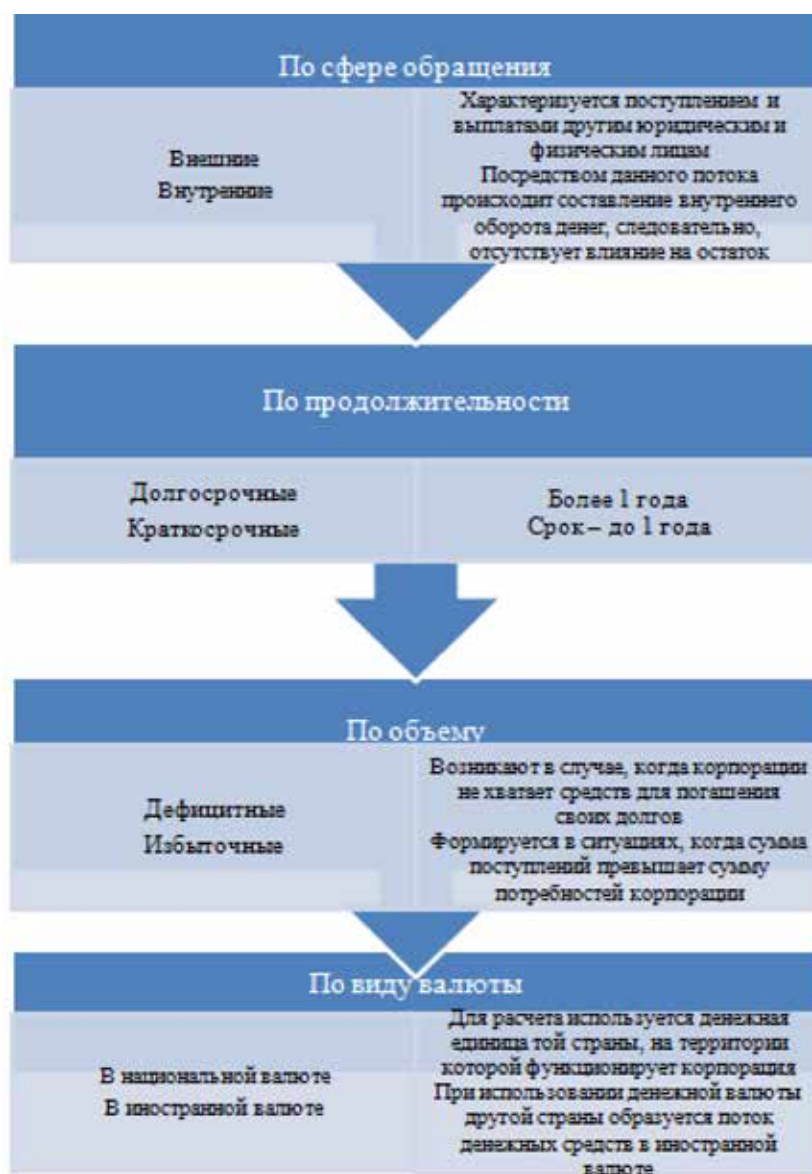 По сфере обращения
Внешние
Внутренние
Характеризуется поступлением и
выплатами другим юридическим и
физическим лицам
Посредством данного потока
происходит составление внутреннего
оборота денег, следовательно,
отсутствует влияние на остаток
По продолжительности
Долгосрочные
Краткосрочные
Более 1 года
Срок – до 1 года
По объему
Дефицитные
Избыточные
Возникают в случае, когда корпорации
не хватает средств для погашения
своих долгов
Формируется в ситуациях, когда сумма
поступлений превышает сумму
потребностей корпорации
По виду валюты
В национальной валюте
В иностранной валюте
Для расчета используется денежная
единица той страны, на территории
которой функционирует корпорация
При использовании денежной валюты
другой страны образуется поток
денежных средств в иностранной
валюте